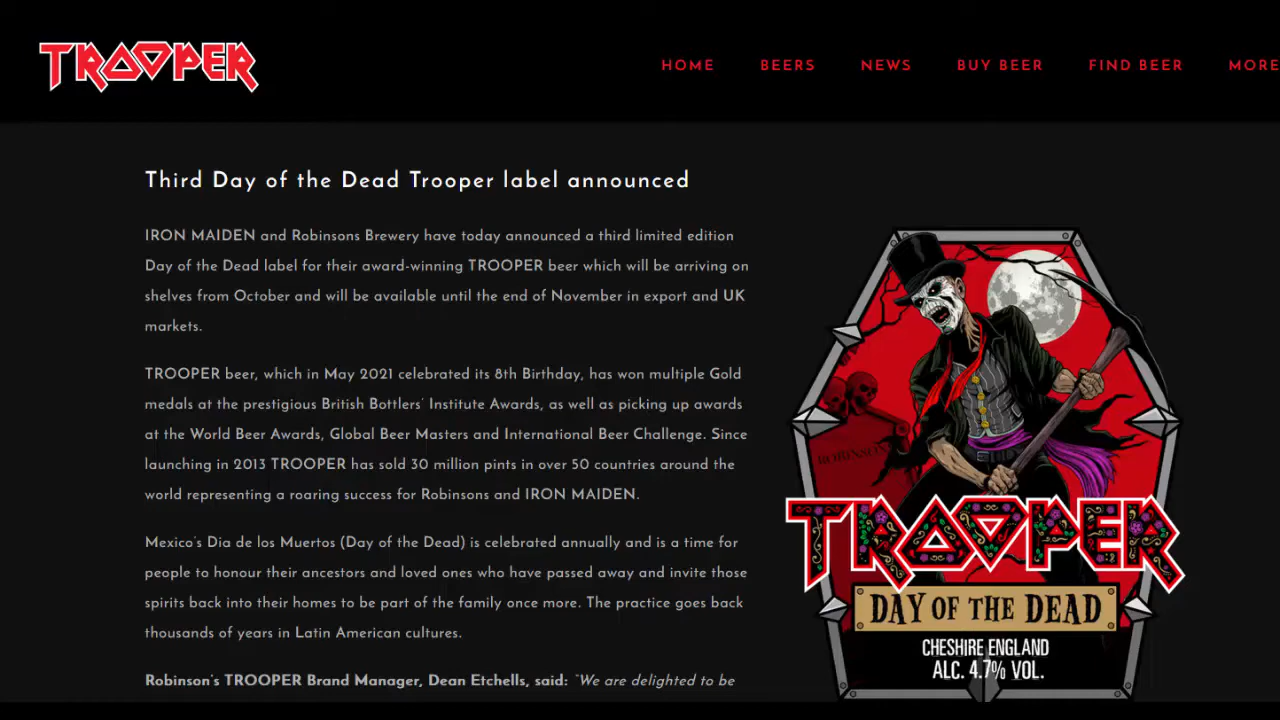 TROOPER
HOME BEERS NEWS BUY BEER FIND BEER MORE
Third Day of the Dead Trooper label announced
IRON MAIDEN and Robinsons Brewery have today announced a third limited edition
Day of the Dead label for their award-winning TROOPER beer which will be arriving on
shelves from October and will be available until the end of November in export and UK
markets.
TROOPER beer, which in May 2021 celebrated its 8th Birthday, has won multiple Gold
medals at the prestigious British Bottlers' Institute Awards, as well as picking up awards
at the World Beer Awards, Global Beer Masters and International Beer Challenge. Since
launching in 2013 TROOPER has sold 30 million pints in over 50 countries around the
world representing a roaring success for Robinsons and IRON MAIDEN.
Mexico's Dia de los Muertos (Day of the Dead) is celebrated annually and is a time for
people to honour their ancestors and loved ones who have passed away and invite those
spirits back into their homes to be part of the family once more. The practice goes back
thousands of years in Latin American cultures.
Robinson's TROOPER Brand Manager, Dean Etchells, said: "We are delighted to be
ROBINSONS
TROOPER
DAY OF THE DEAD
CHESHIRE ENGLAND
ALC. 4.7% VOL.